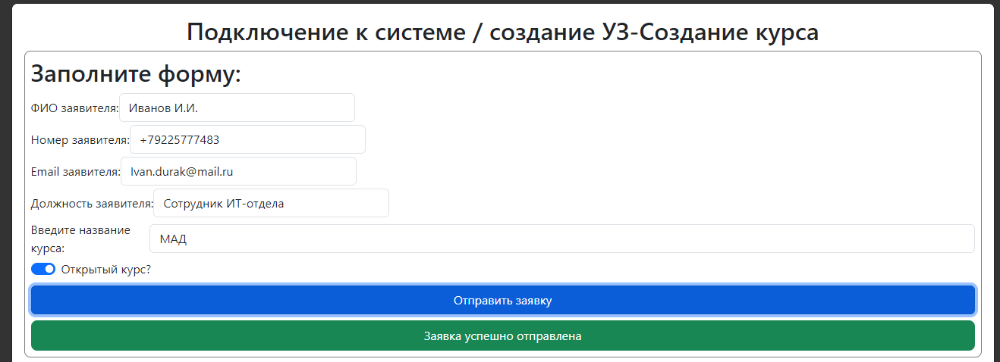 Подключение к системе / создание УЗ-Создание курса
Заполните форму:
ФИО заявителя: Иванов И.И.
Номер заявителя: +79225777483
Email заявителя: Ivan.durak@mail.ru
Должность заявителя: Сотрудник ИТ-отдела
Введите название
курса:
МАД
Открытый курс?
Отправить заявку
Заявка успешно отправлена